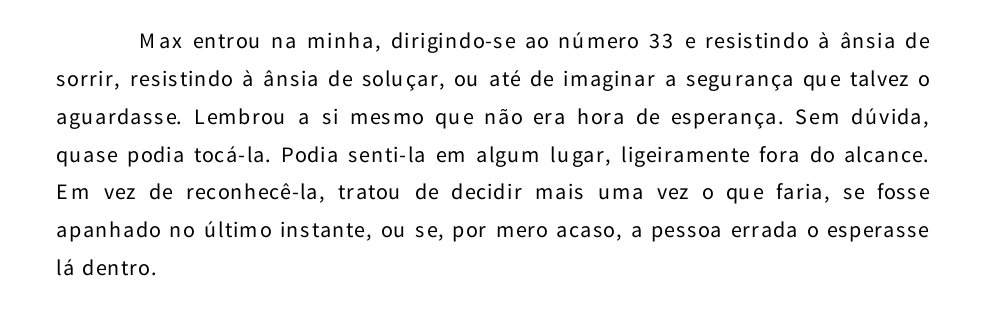 Max entrou na minha, dirigindo-se ao número 33 e resistindo à ânsia de
sorrir, resistindo à ânsia de soluçar, ou até de imaginar a segurança que talvez o
aguardasse. Lembrou a si mesmo que não era hora de esperança. Sem dúvida,
quase podia tocá-la. Podia senti-la em algum lugar, ligeiramente fora do alcance.
Em vez de reconhecê-la, tratou de decidir mais uma vez o que faria, se fosse
apanhado no último instante, ou se, por mero acaso, a pessoa errada o esperasse
lá dentro.